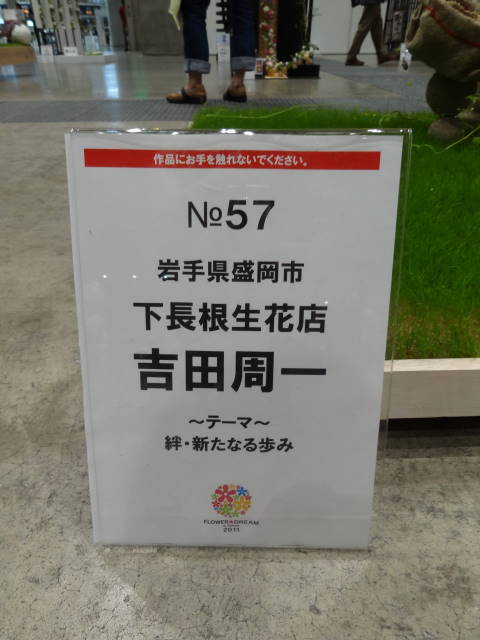 作品にお手を触れないでください。
№57
岩手県盛岡市
下長根生花店
吉田周一
～テーマ～
絆・新たなる歩み
FLOWER★DREAM
2011